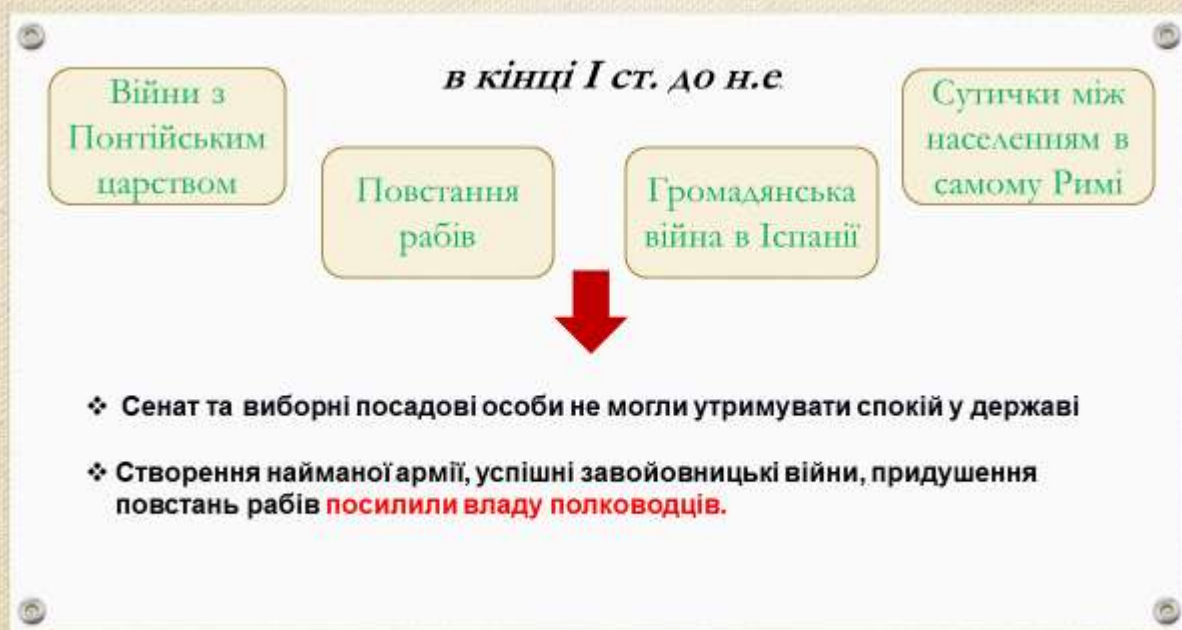 в кінці І ст. до н.е
Війни з
Понтійським
царством
Повстання
рабів
Громадянська
війна в Іспанії
Сутички між
населенням в
самому Римі
❖ Сенат та виборні посадові особи не могли утримувати спокій у державі
❖ Створення найманої армії, успішні завойовницькі війни, придушення
повстань рабів посилили владу полководців.